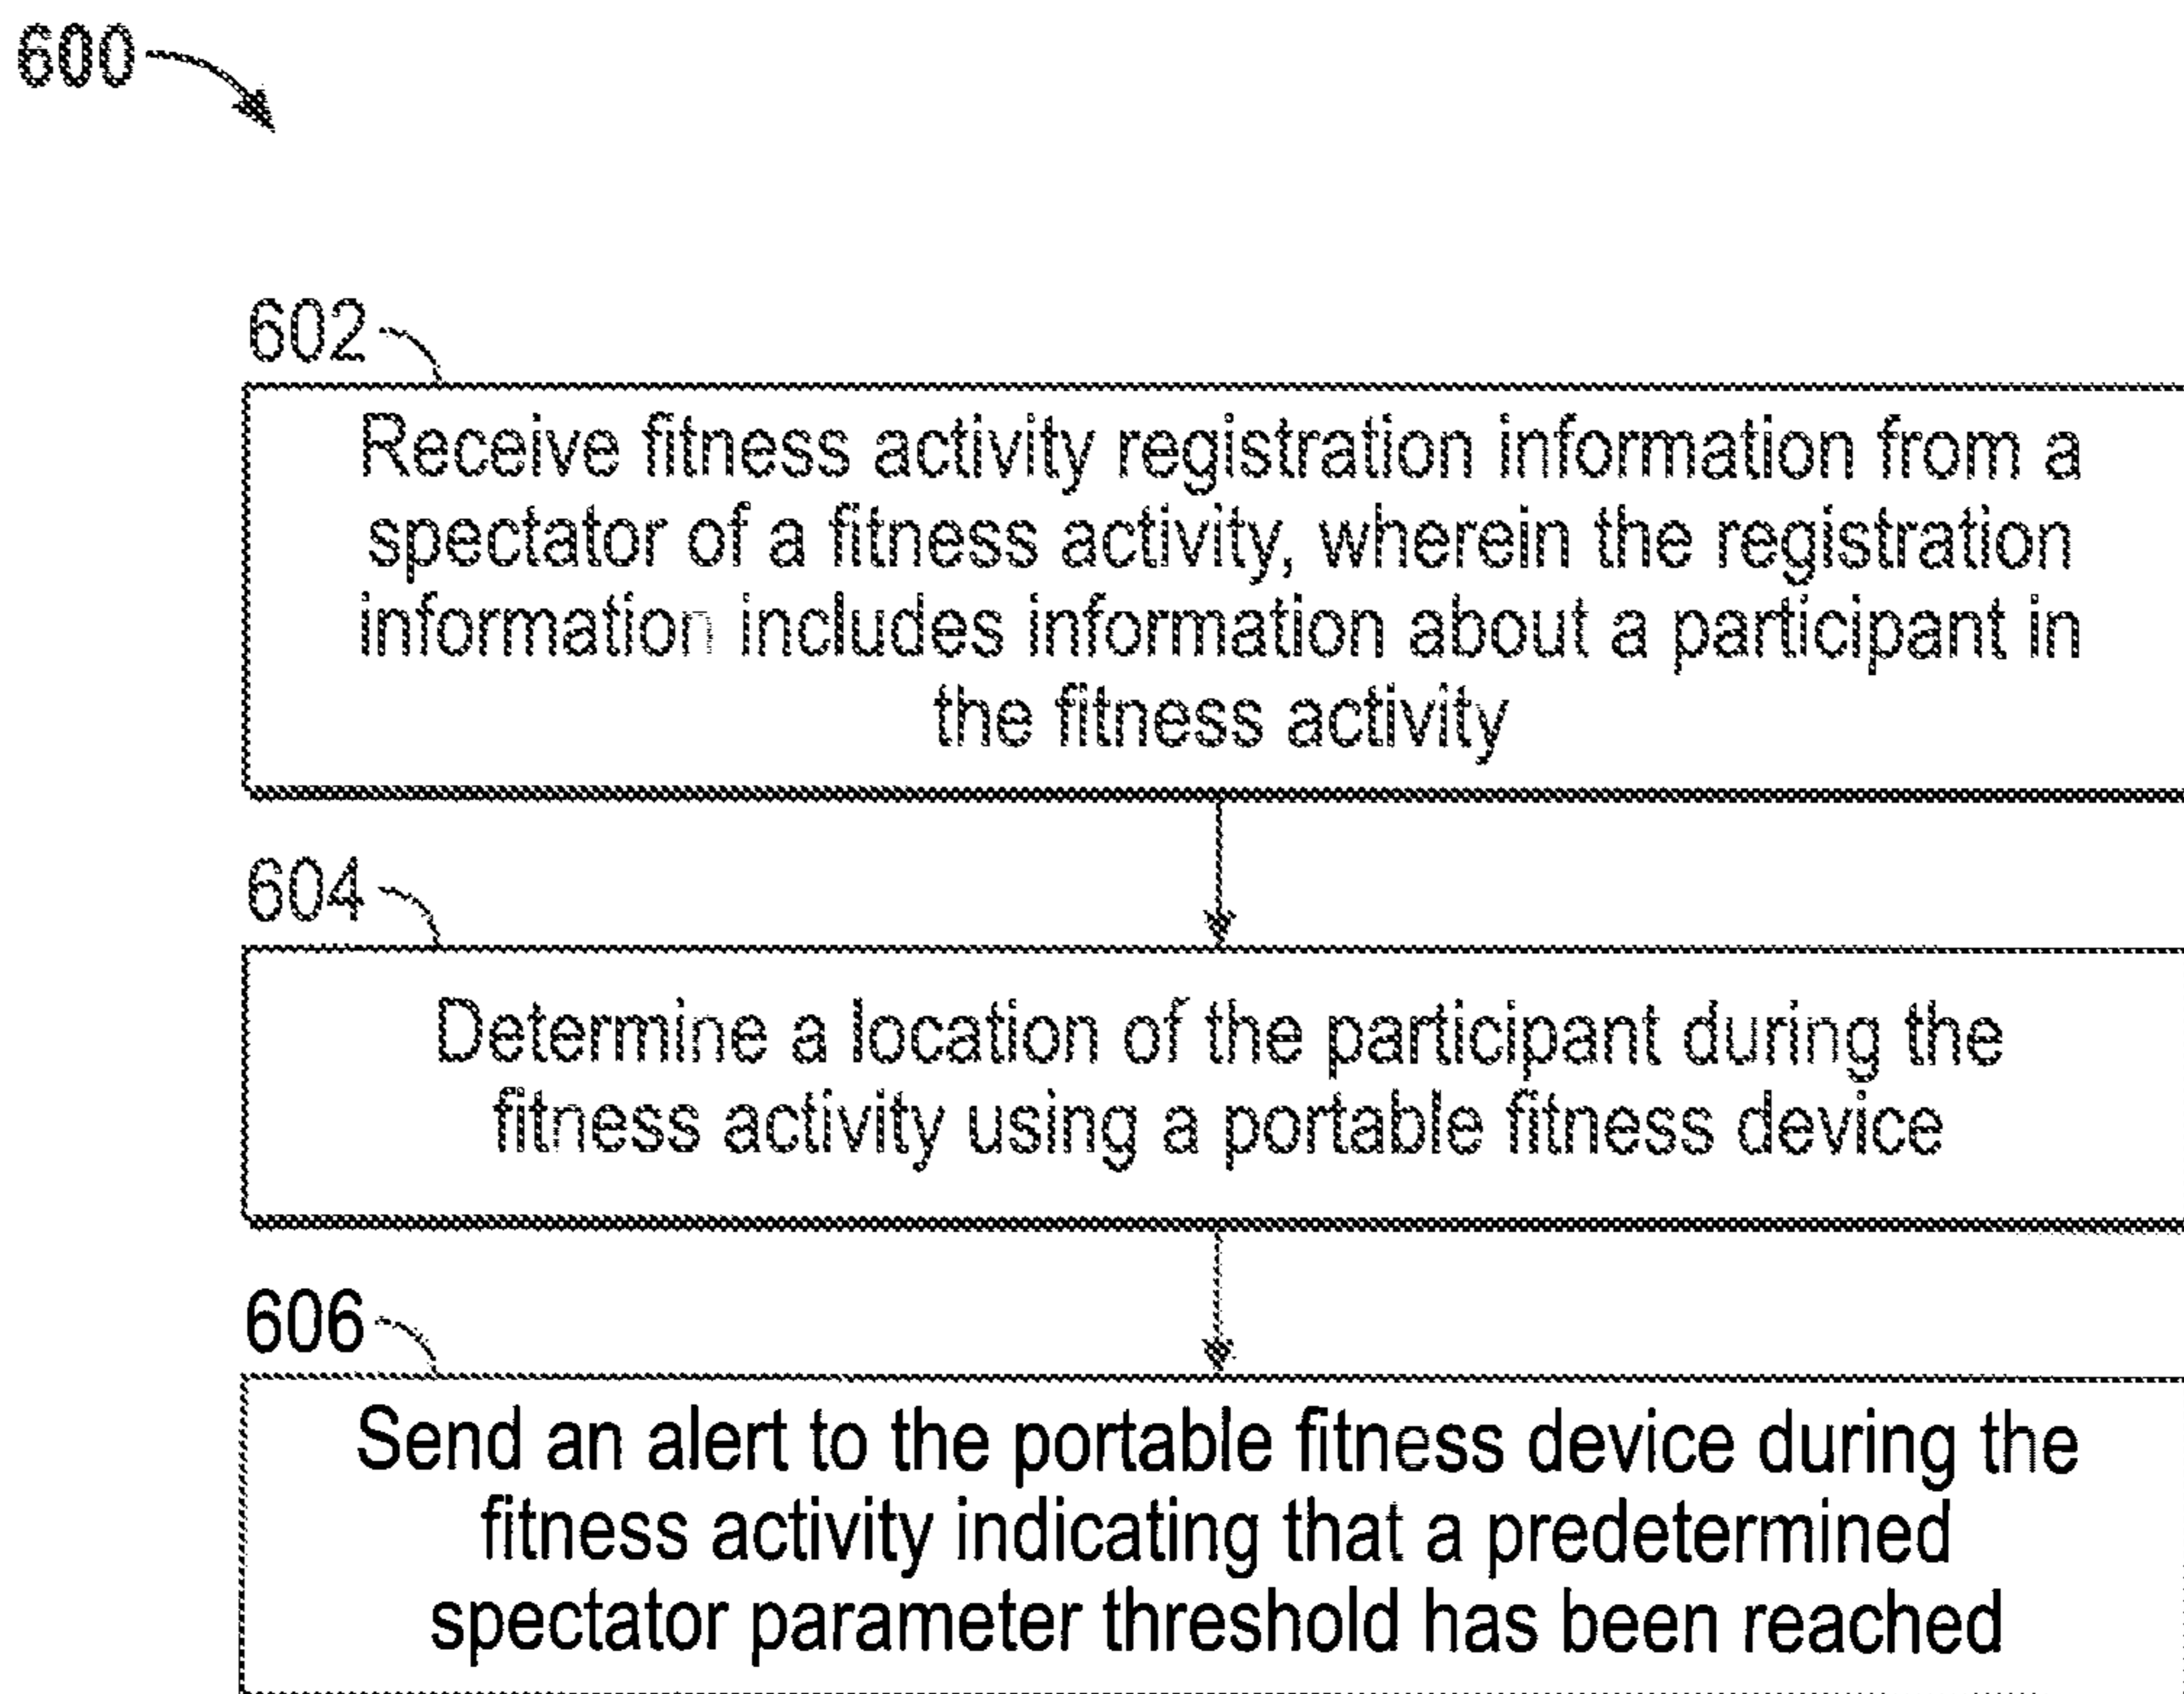 600
602
Receive fitness activity registration information from a
spectator of a fitness activity, wherein the registration
information includes information about a participant in
the fitness activity
604
Determine a location of the participant during the
fitness activity using a portable fitness device
606
Send an alert to the portable fitness device during the
fitness activity indicating that a predetermined
spectator parameter threshold has been reached